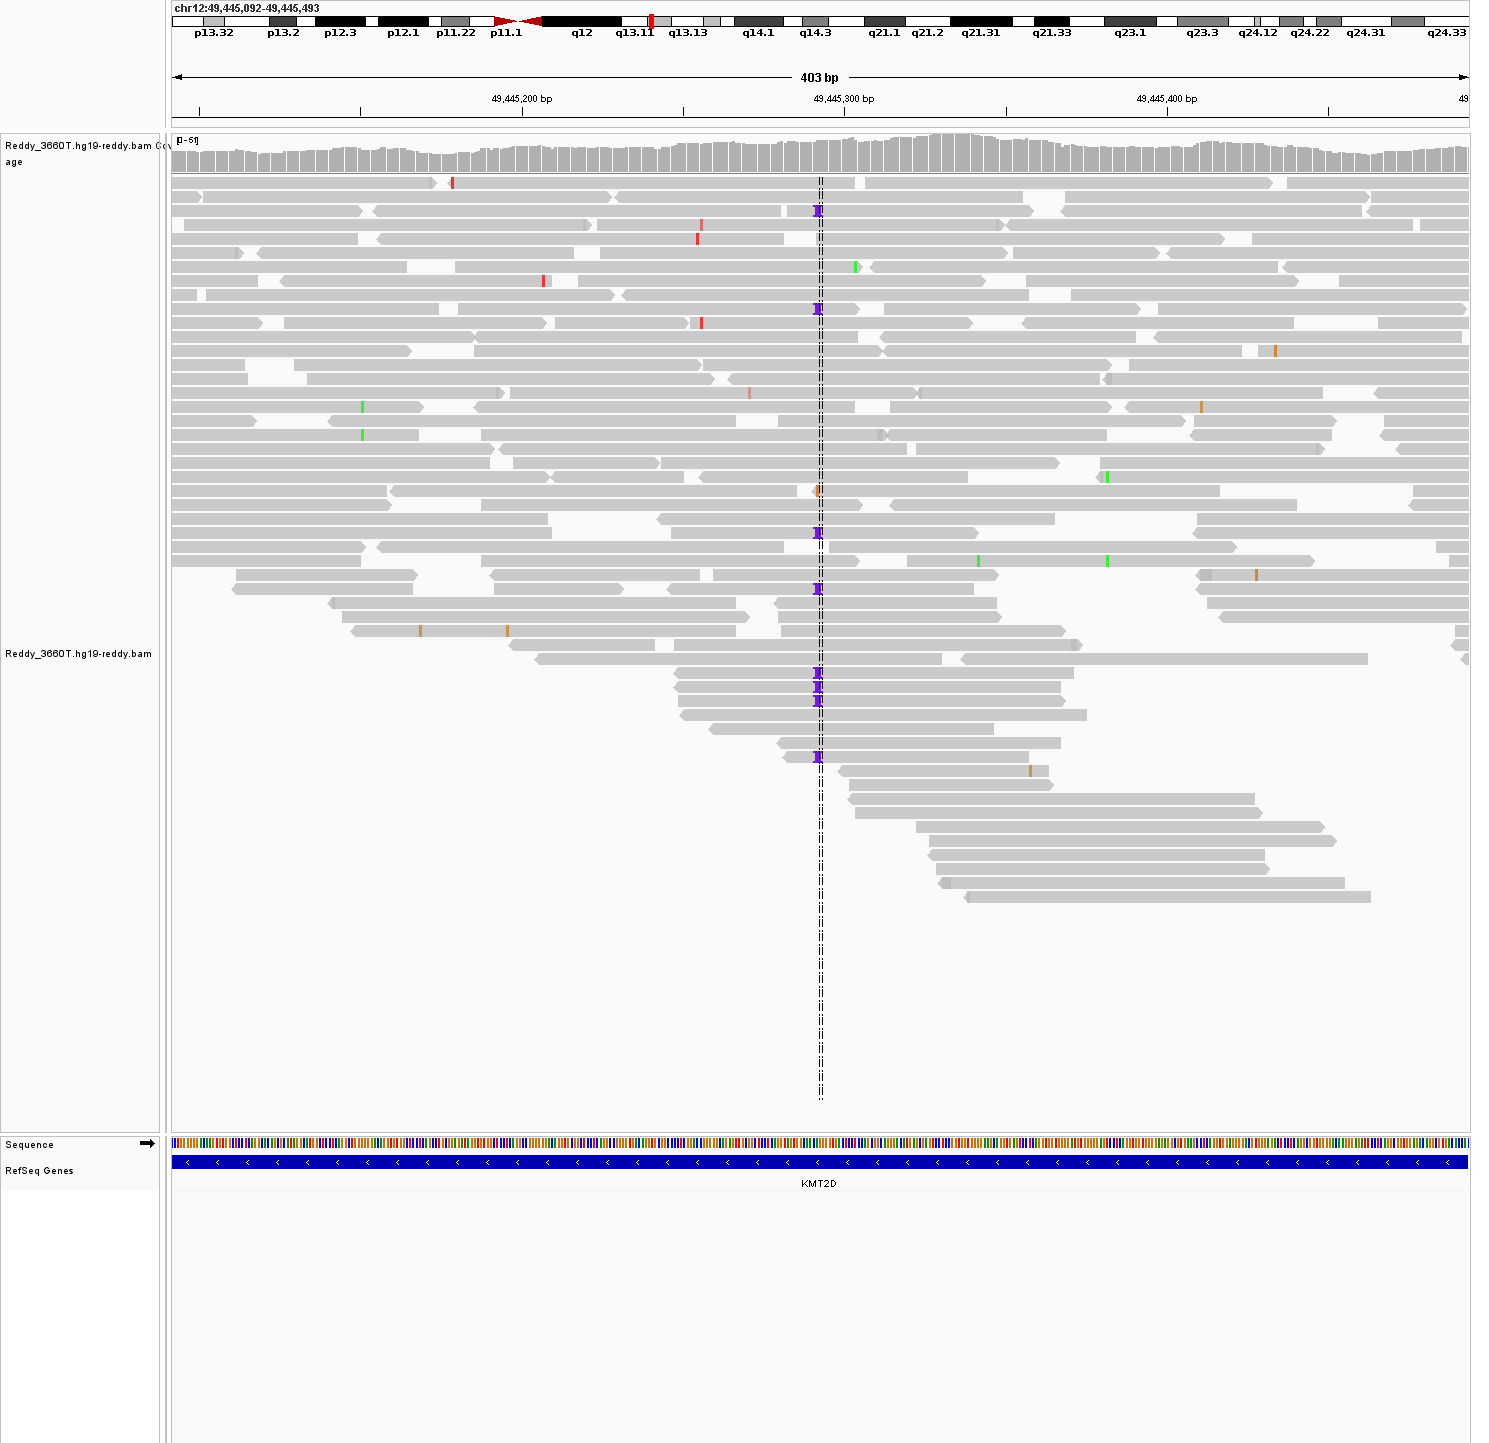 chr12:49,445,092-49,445,493
p13.32 p13.2 p12.3 p12.1 p11.22 p11.1 q12 q13.11 q13.13 q14.1 q14.3 q21.1 q21.2 q21.31 q21.33 q23.1 q23.3 q24.12 q24.22 q24.31 q24.33
403 bp
49,445,200 bp 49,445,300 bp 49,445,400 bp 49
Reddy_3660T.hg19-reddy.bam Cov
age
[0-51]
Reddy_3660T.hg19-reddy.bam
Sequence
RefSeq Genes
KMT2D